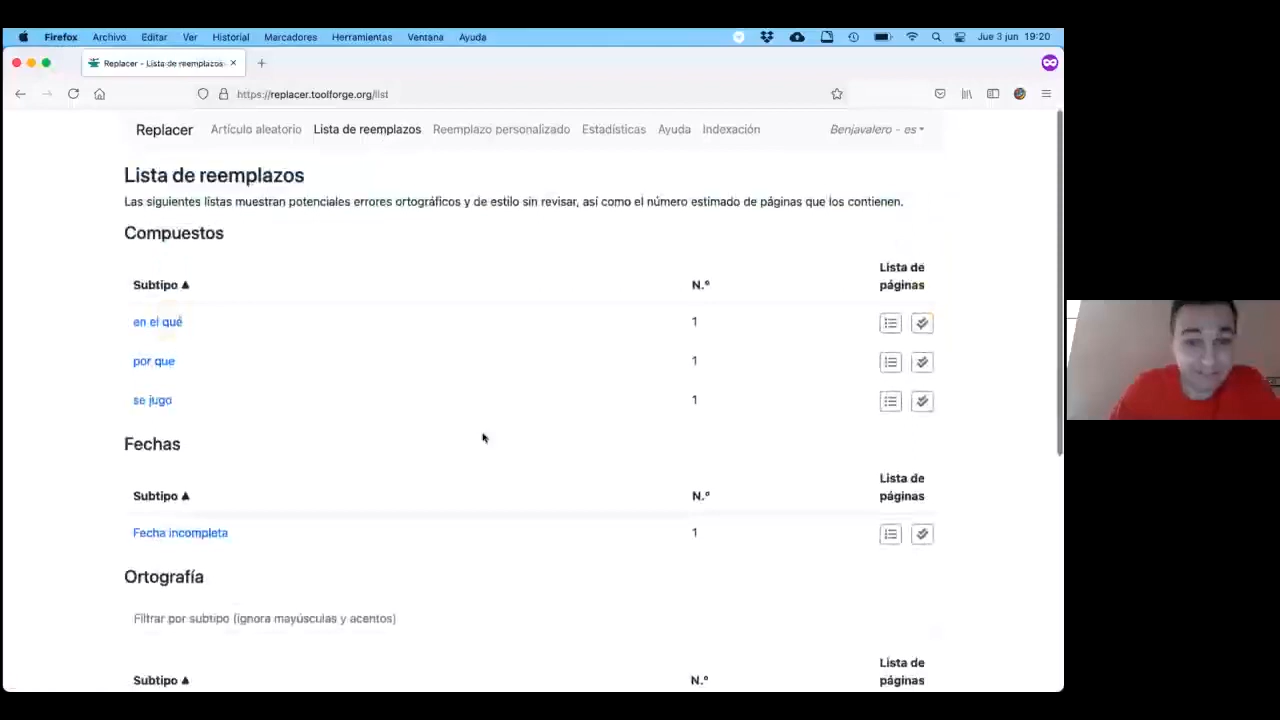 Firefox Archivo Editar Ver Historial Marcadores Herramientas Ventana Ayuda Jue 3 jun 19:20
Replacer - Lista de reemplazos
https://replacer.toolforge.org/list
Replacer Artículo aleatorio Lista de reemplazos Reemplazo personalizado Estadísticas Ayuda Indexación Benjavalero - es
Lista de reemplazos
Las siguientes listas muestran potenciales errores ortográficos y de estilo sin revisar, así como el número estimado de páginas que los contienen.
Compuestos
Subtipo N.º Lista de páginas
en el qué 1
por que 1
se jugo 1
Fechas
Subtipo N.º Lista de páginas
Fecha incompleta 1
Ortografía
Filtrar por subtipo (ignora mayúsculas y acentos)
Subtipo N.º Lista de páginas